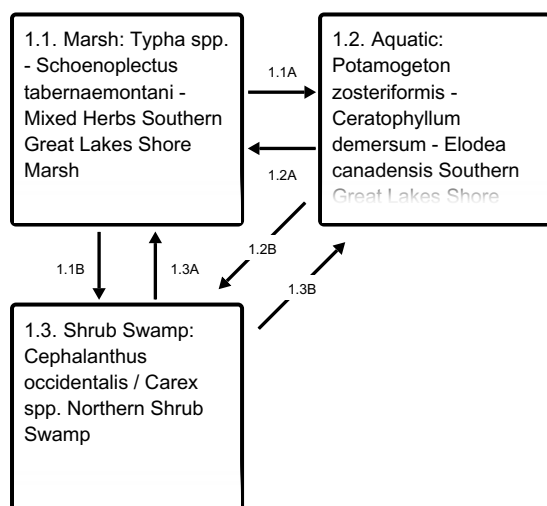 1.1. Marsh: Typha spp.
- Schoenoplectus
tabernaemontani -
Mixed Herbs Southern
Great Lakes Shore
Marsh
1.1A
1.2. Aquatic:
Potamogeton
zosteriformis -
Ceratophyllum
demersum - Elodea
canadensis Southern
Great Lakes Shore
1.2A
1.1B
1.3A
1.2B
1.3B
1.3. Shrub Swamp:
Cephalanthus
occidentalis / Carex
spp. Northern Shrub
Swamp